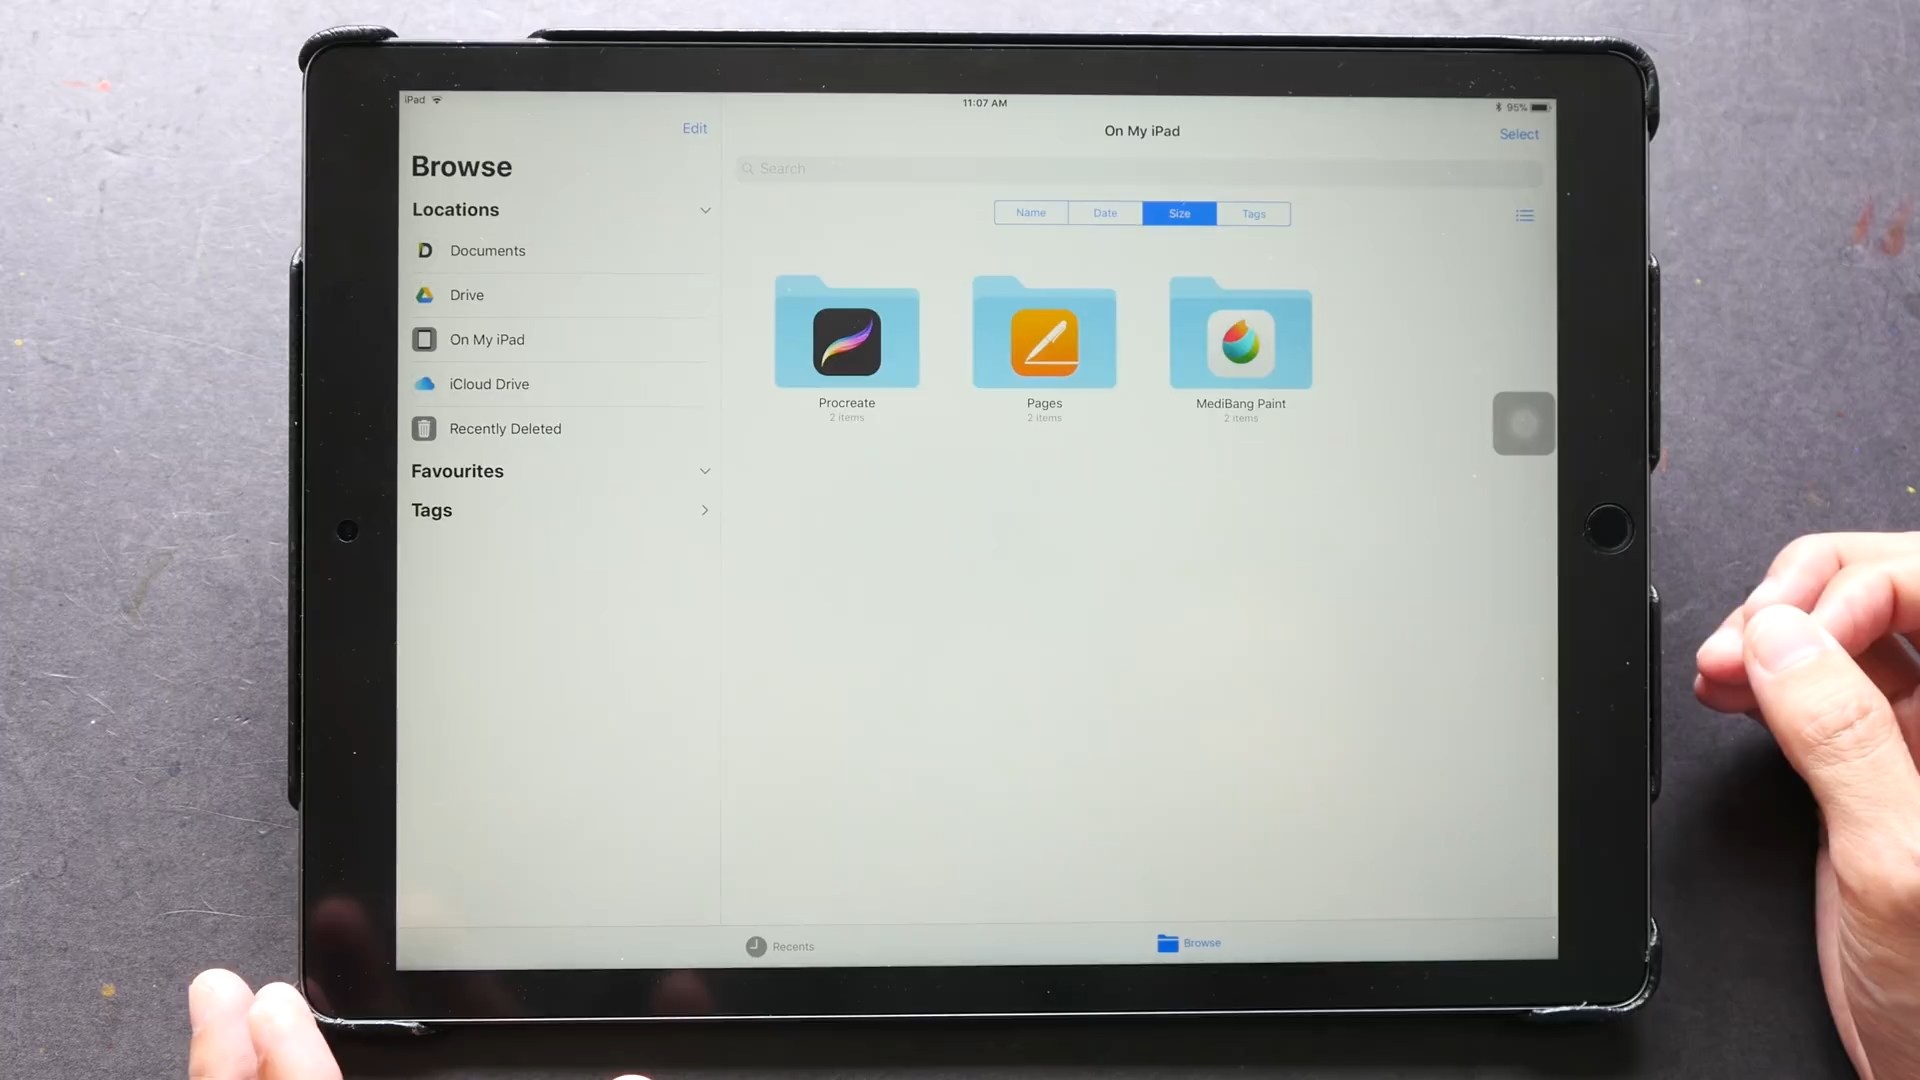 iPad
11:07 AM
95%
Edit
On My iPad
Select
Browse
Search
Locations
Name
Date
Size
Tags
Documents
Drive
On My iPad
iCloud Drive
Recently Deleted
Favourites
Tags
Procreate
2 items
Pages
2 items
MediBang Paint
2 items
Recents
Browse